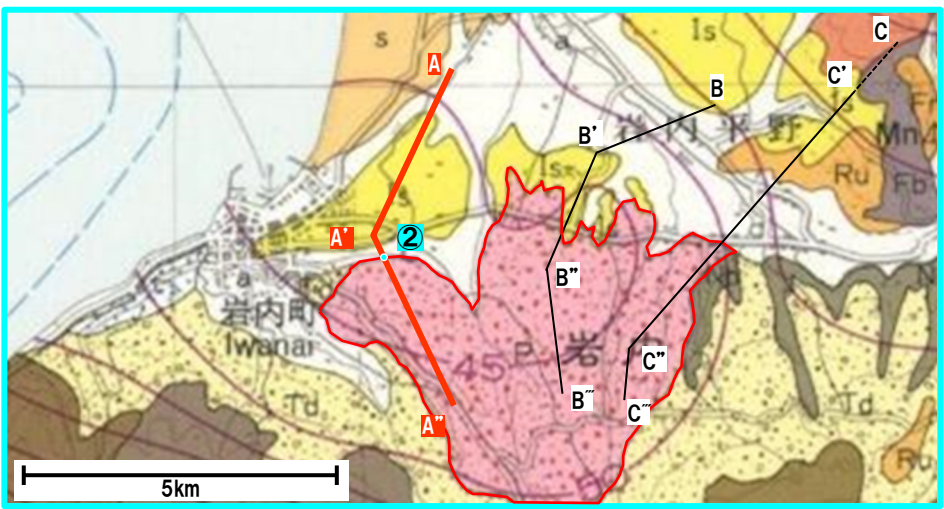 s
A
a
Is
C
C'
B
岩内平野
B'
Is
s
Mn
Fb
Ru
A'
②
a
B"
岩内町
Iwanai
45
P
岩
C"
B"'
C"'
Td
Td
A"
Ru
5km